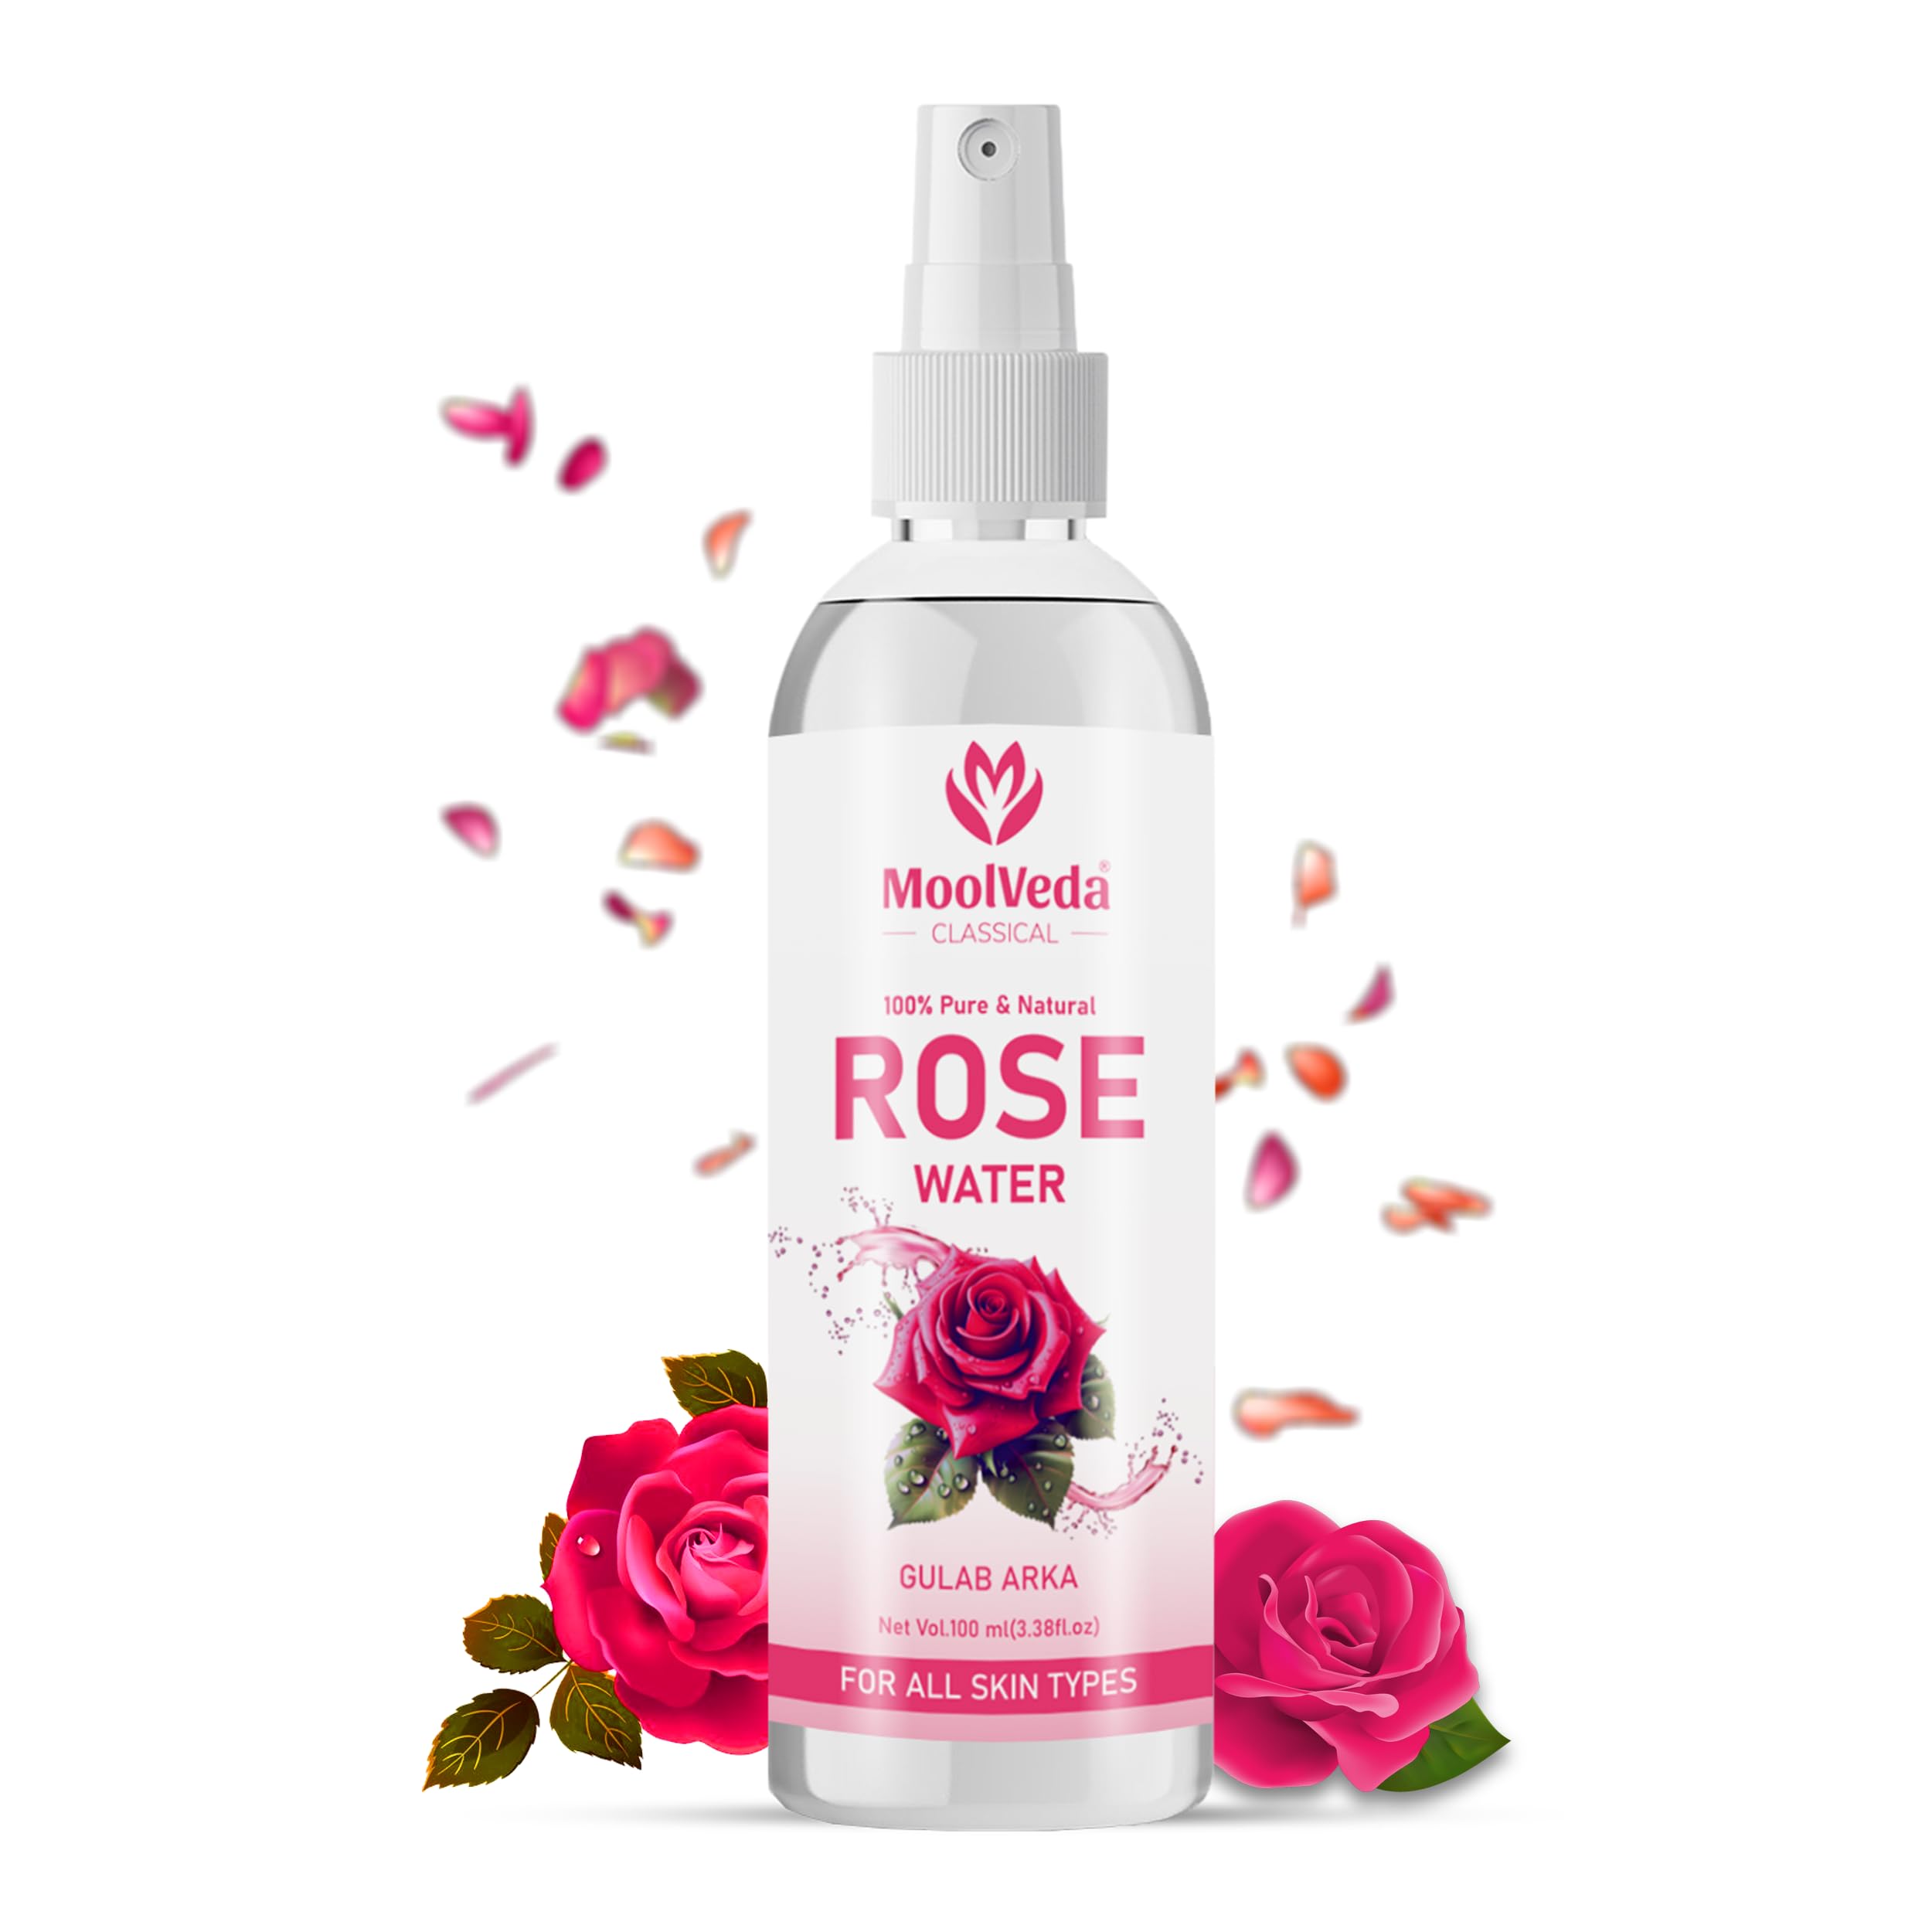 MoolVeda®
CLASSICAL
100% Pure & Natural
ROSE
WATER
GULAB ARKA
Net Vol.100 ml(3.38fl.oz)
FOR ALL SKIN TYPES